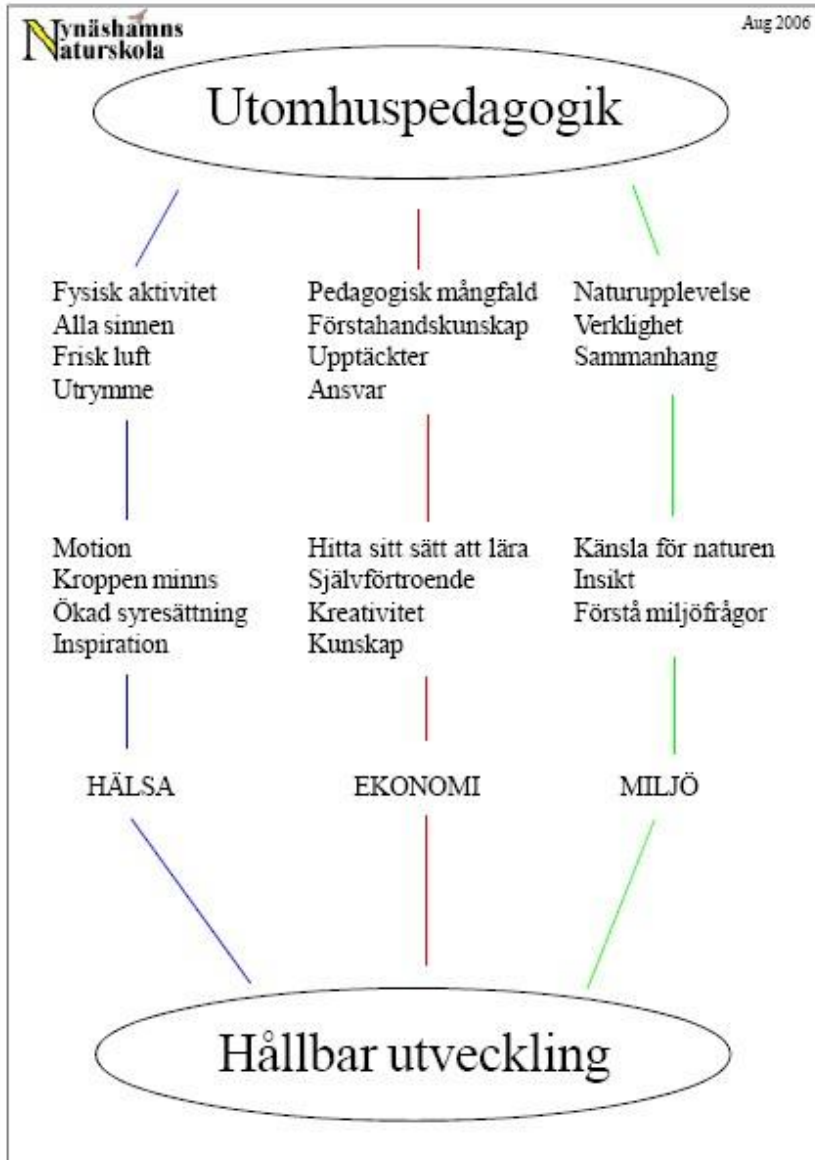 Nynäshamns
Naturskola
Aug 2006
Utomhuspedagogik
Fysisk aktivitet
Alla sinnen
Frisk luft
Utrymme
Pedagogisk mångfald
Förstahandskunskap
Upptäckter
Ansvar
Naturupplevelse
Verklighet
Sammanhang
Motion
Kroppen minns
Ökad syresättning
Inspiration
Hitta sitt sätt att lära
Självförtroende
Kreativitet
Kunskap
Känsla för naturen
Insikt
Förstå miljöfrågor
HÄLSA
EKONOMI
MILJÖ
Hållbar utveckling